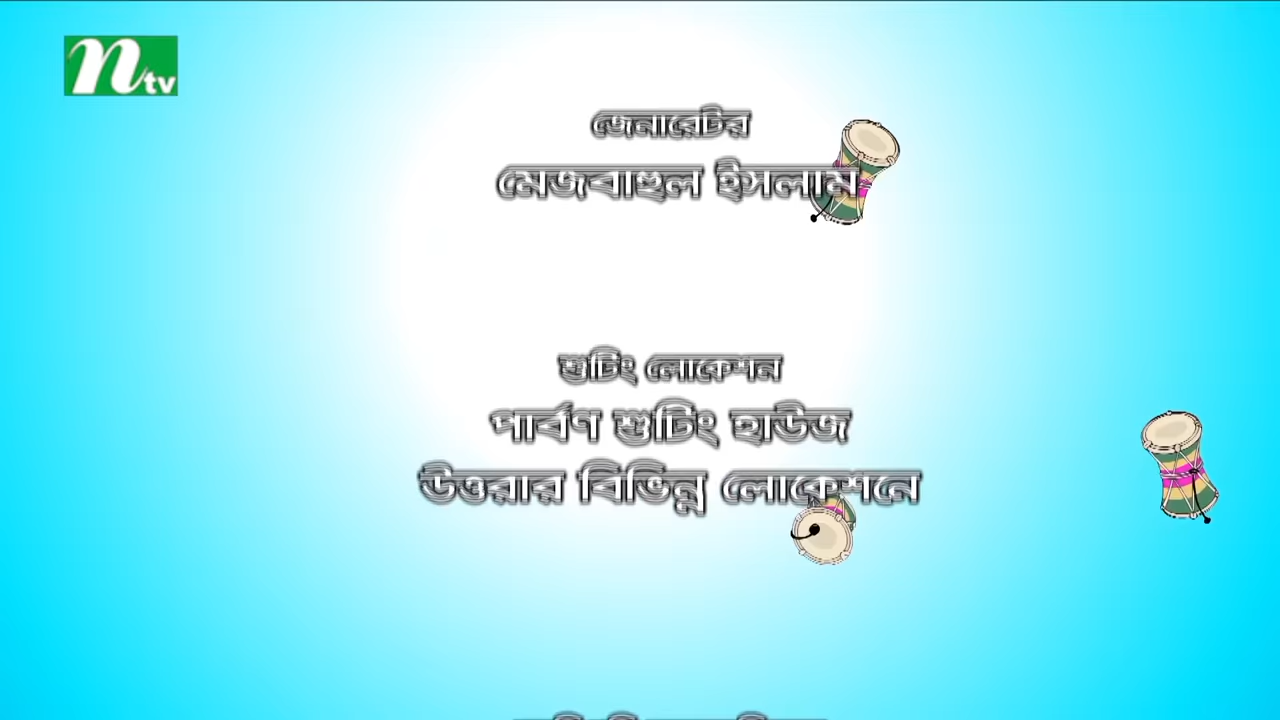 ntv
জেনারেটর
মেজবাহুল ইসলাম
শুটিং লোকেশন
পার্বণ শুটিং হাউজ
উত্তরার বিভিন্ন লোকেশনে